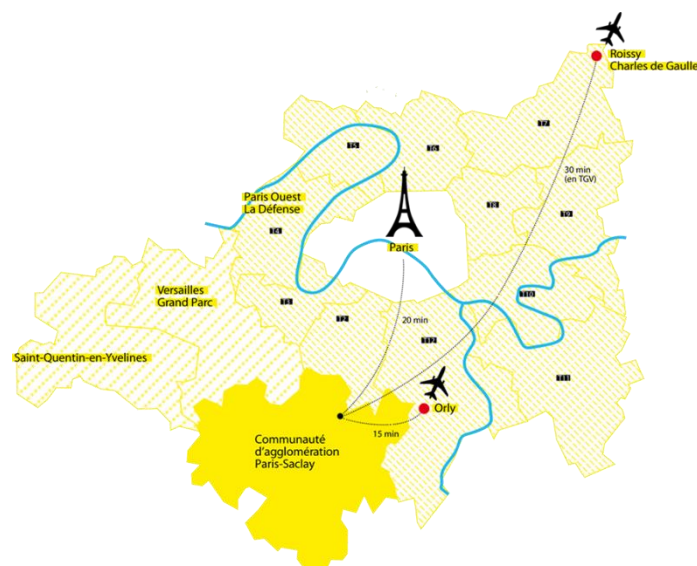 Roissy
Charles de Gaulle
T7
T5
T6
30 min
(en TGV)
Paris Ouest
La Défense
T8
T9
T4
Paris
Versailles
Grand Parc
T3
T2
T10
20 min
T12
Saint-Quentin-en-Yvelines
T11
Orly
15 min
Communauté
d'agglomération
Paris-Saclay